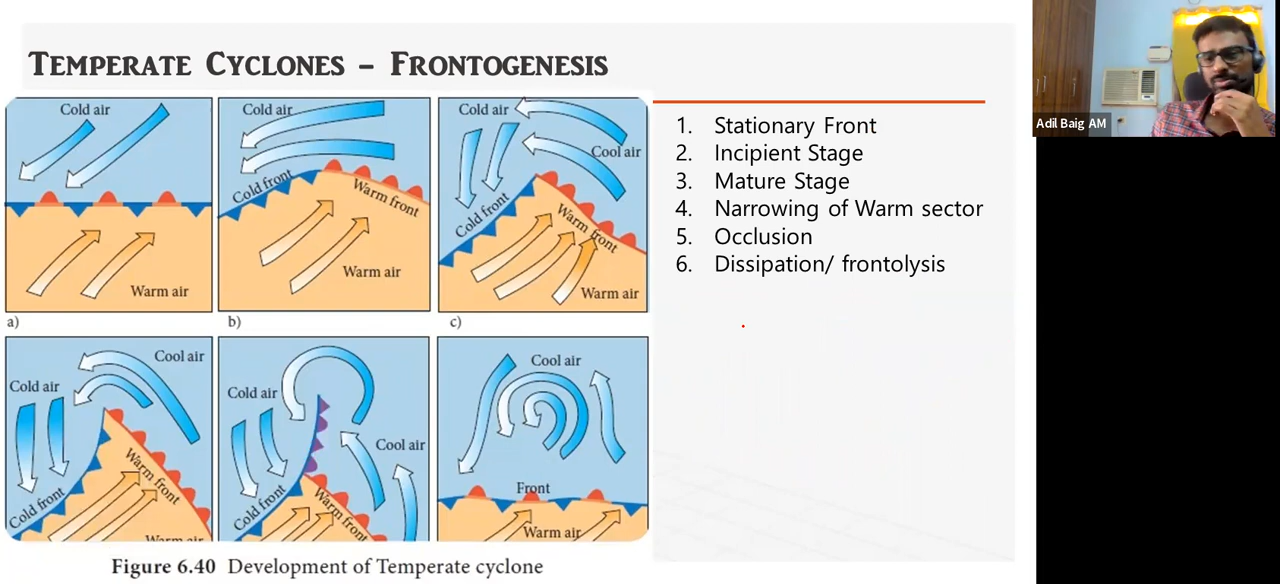 TEMPERATE CYCLONES – FRONTOGENESIS
Adil Baig AM
Cold air
Warm air
a)
Cold air
Cold front
Warm front
Warm air
b)
Cold air
Cool air
Cold front
Warm front
Warm air
c)
Cool air
Cold air
Warm front
Cold front
Warm air
Cold air
Cool air
Cold front
Warm front
Cool air
Front
Warm air
Figure 6.40 Development of Temperate cyclone
1. Stationary Front
2. Incipient Stage
3. Mature Stage
4. Narrowing of Warm sector
5. Occlusion
6. Dissipation/ frontolysis